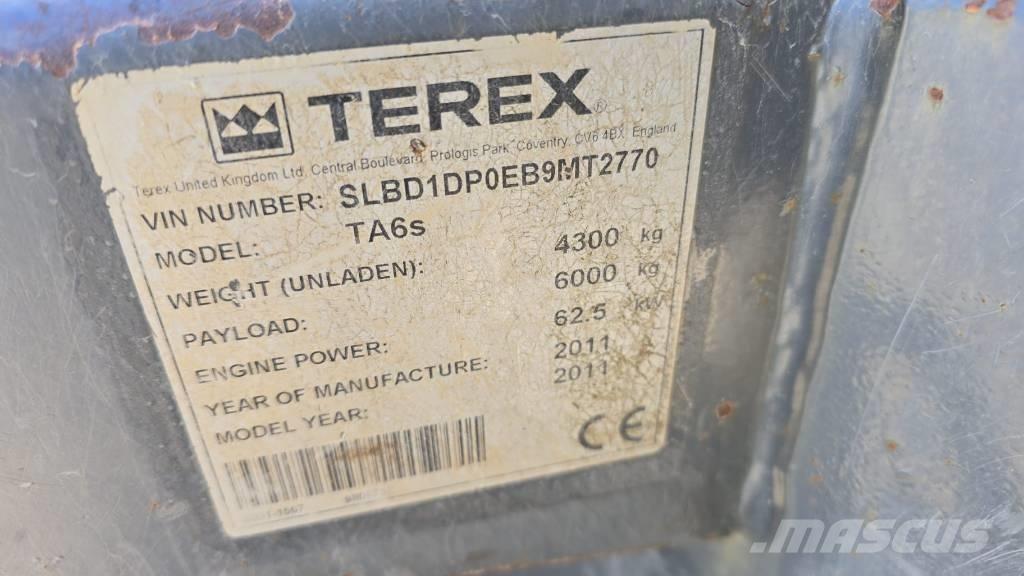 TEREX®
Terex United Kingdom Ltd, Central Boulevard, Prologis Park, Coventry, CV6 4BX, England
VIN NUMBER: SLBD1DP0EB9MT2770
MODEL: TA6s
WEIGHT (UNLADEN): 4300 kg
PAYLOAD: 6000 kg
ENGINE POWER: 62.5 kW
YEAR OF MANUFACTURE: 2011
MODEL YEAR: 2011
CE
MASCUS